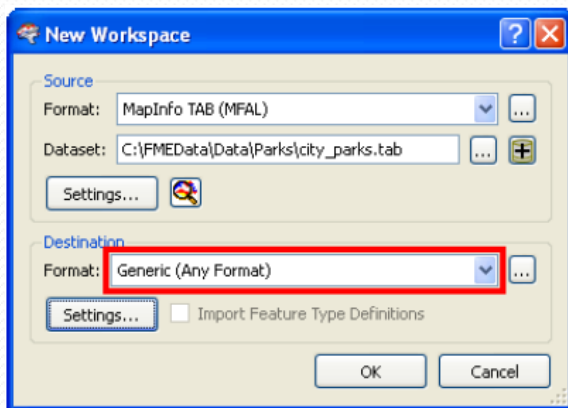 New Workspace
Source
Format: MapInfo TAB (MFAL)
Dataset: C:\FMEData\Data\Parks\city_parks.tab
Settings...
Destination
Format: Generic (Any Format)
Settings... Import Feature Type Definitions
OK Cancel